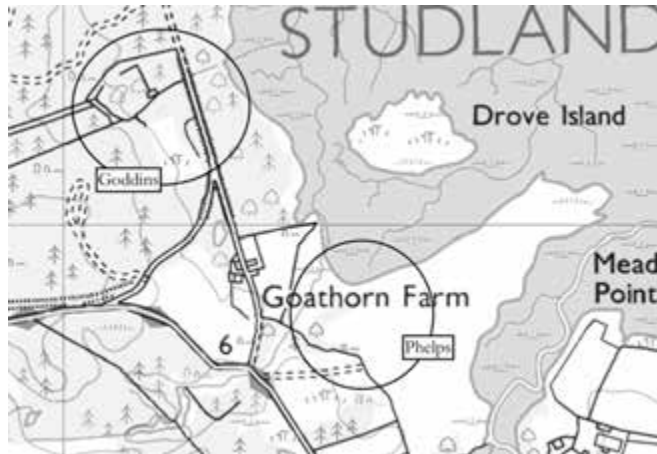 STUDLAND
Drove Island
Goddins
Mead
Point
Goathorn Farm
Phelps
6